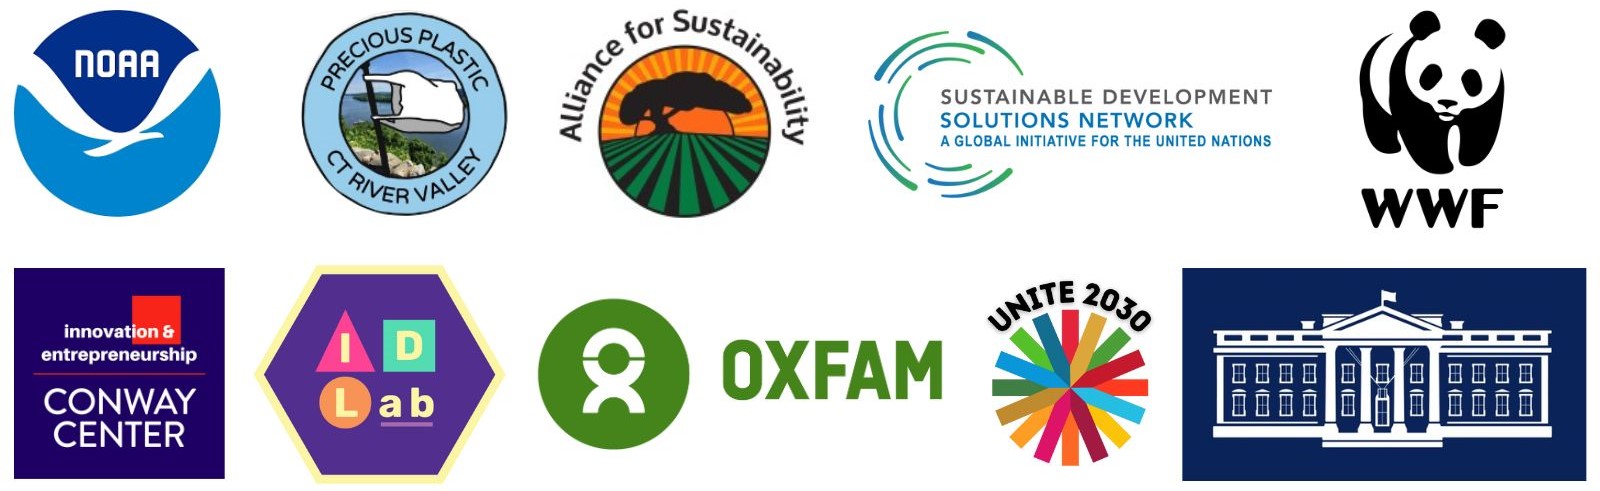 NOAA
PRECIOUS PLASTIC
CT RIVER VALLEY
Alliance for Sustainability
SUSTAINABLE DEVELOPMENT
SOLUTIONS NETWORK
A GLOBAL INITIATIVE FOR THE UNITED NATIONS
WWF
innovation &
entrepreneurship
CONWAY
CENTER
I D
Lab
OXFAM
UNITE 2030